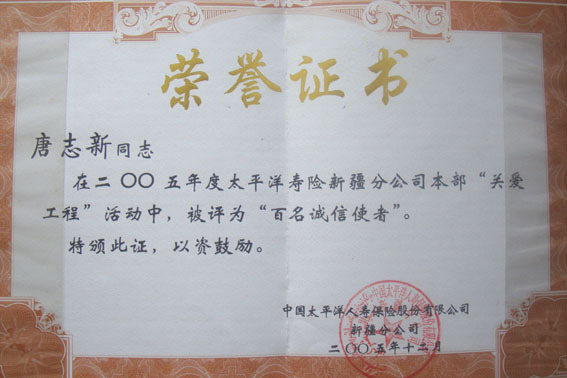 荣誉证书
唐志新同志
在二〇〇五年度太平洋寿险新疆分公司本部“关爱
工程”活动中，被评为“百名诚信使者”。
特颁此证，以资鼓励。
中国太平洋人寿保险股份有限公司
新疆分公司
二〇〇五年十二月